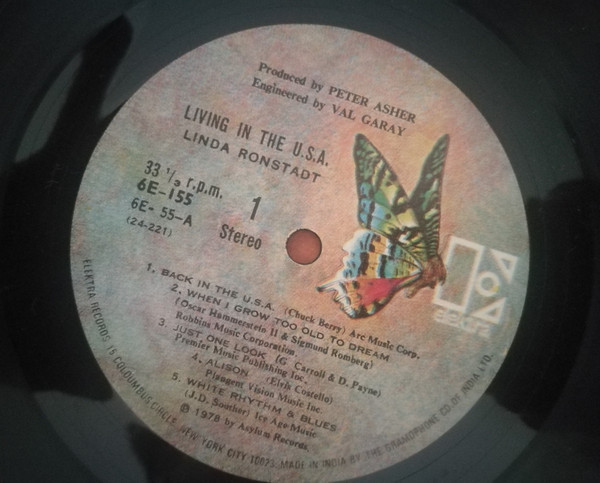 Produced by PETER ASHER
Engineered by VAL GARAY
LIVING IN THE U.S.A.
LINDA RONSTADT
33 1/3 r.p.m.
6E-155
6E- 55-A
(24-221)
1
Stereo
1. BACK IN THE U.S.A. (Chuck Berry) Arc Music Corp.
2. WHEN I GROW TOO OLD TO DREAM
(Oscar Hammerstein II & Sigmund Romberg)
Robbins Music Corporation.
3. JUST ONE LOOK (G. Carroll & D. Payne)
Premier Music Publishing Inc.
4. ALISON (Elvis Costello)
Plangent Vision Music Inc.
5. WHITE RHYTHM & BLUES
(J.D. Souther) Ice Age Music
℗ 1978 by Asylum Records.
elektra
ELEKTRA RECORDS 15 COLOUMBUS CIRCLE, NEW YORK CITY 10023. MADE IN INDIA BY THE GRAMOPHONE CO. OF INDIA LTD.